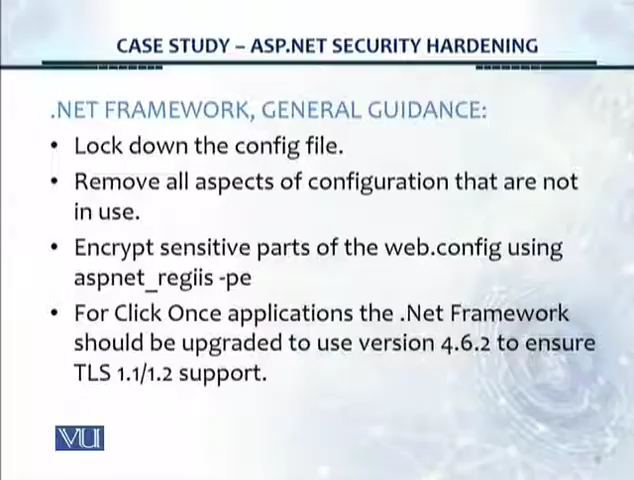 CASE STUDY – ASP.NET SECURITY HARDENING
.NET FRAMEWORK, GENERAL GUIDANCE:
• Lock down the config file.
• Remove all aspects of configuration that are not
in use.
• Encrypt sensitive parts of the web.config using
aspnet_regiis -pe
• For Click Once applications the .Net Framework
should be upgraded to use version 4.6.2 to ensure
TLS 1.1/1.2 support.
VU